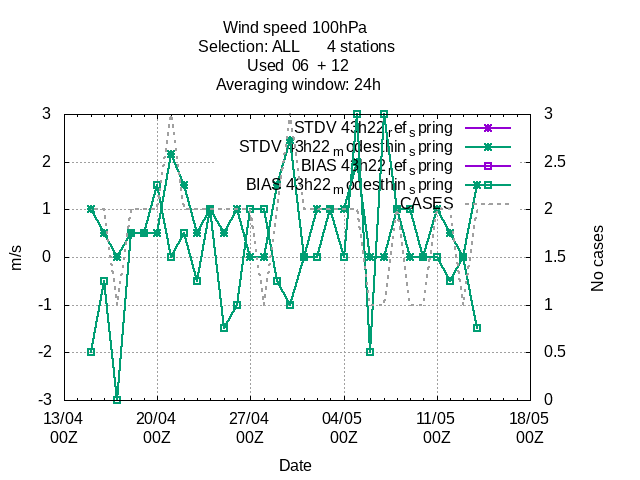 Wind speed 100hPa
Selection: ALL 4 stations
Used 06 + 12
Averaging window: 24h
3
2
1
0
-1
-2
-3
m/s
3
2.5
2
1.5
1
0.5
0
No cases
STDV 43h22_ref_spring
STDV 43h22_modesthin_spring
BIAS 43h22_ref_spring
BIAS 43h22_modesthin_spring
CASES
13/04 20/04 27/04 04/05 11/05 18/05
00Z 00Z 00Z 00Z 00Z 00Z
Date